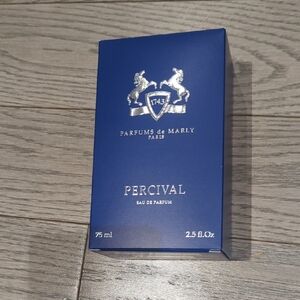 1743
PARFUMS de MARLY
PARIS
PERCIVAL
EAU DE PARFUM
75 ml 2.5 fl.Oz